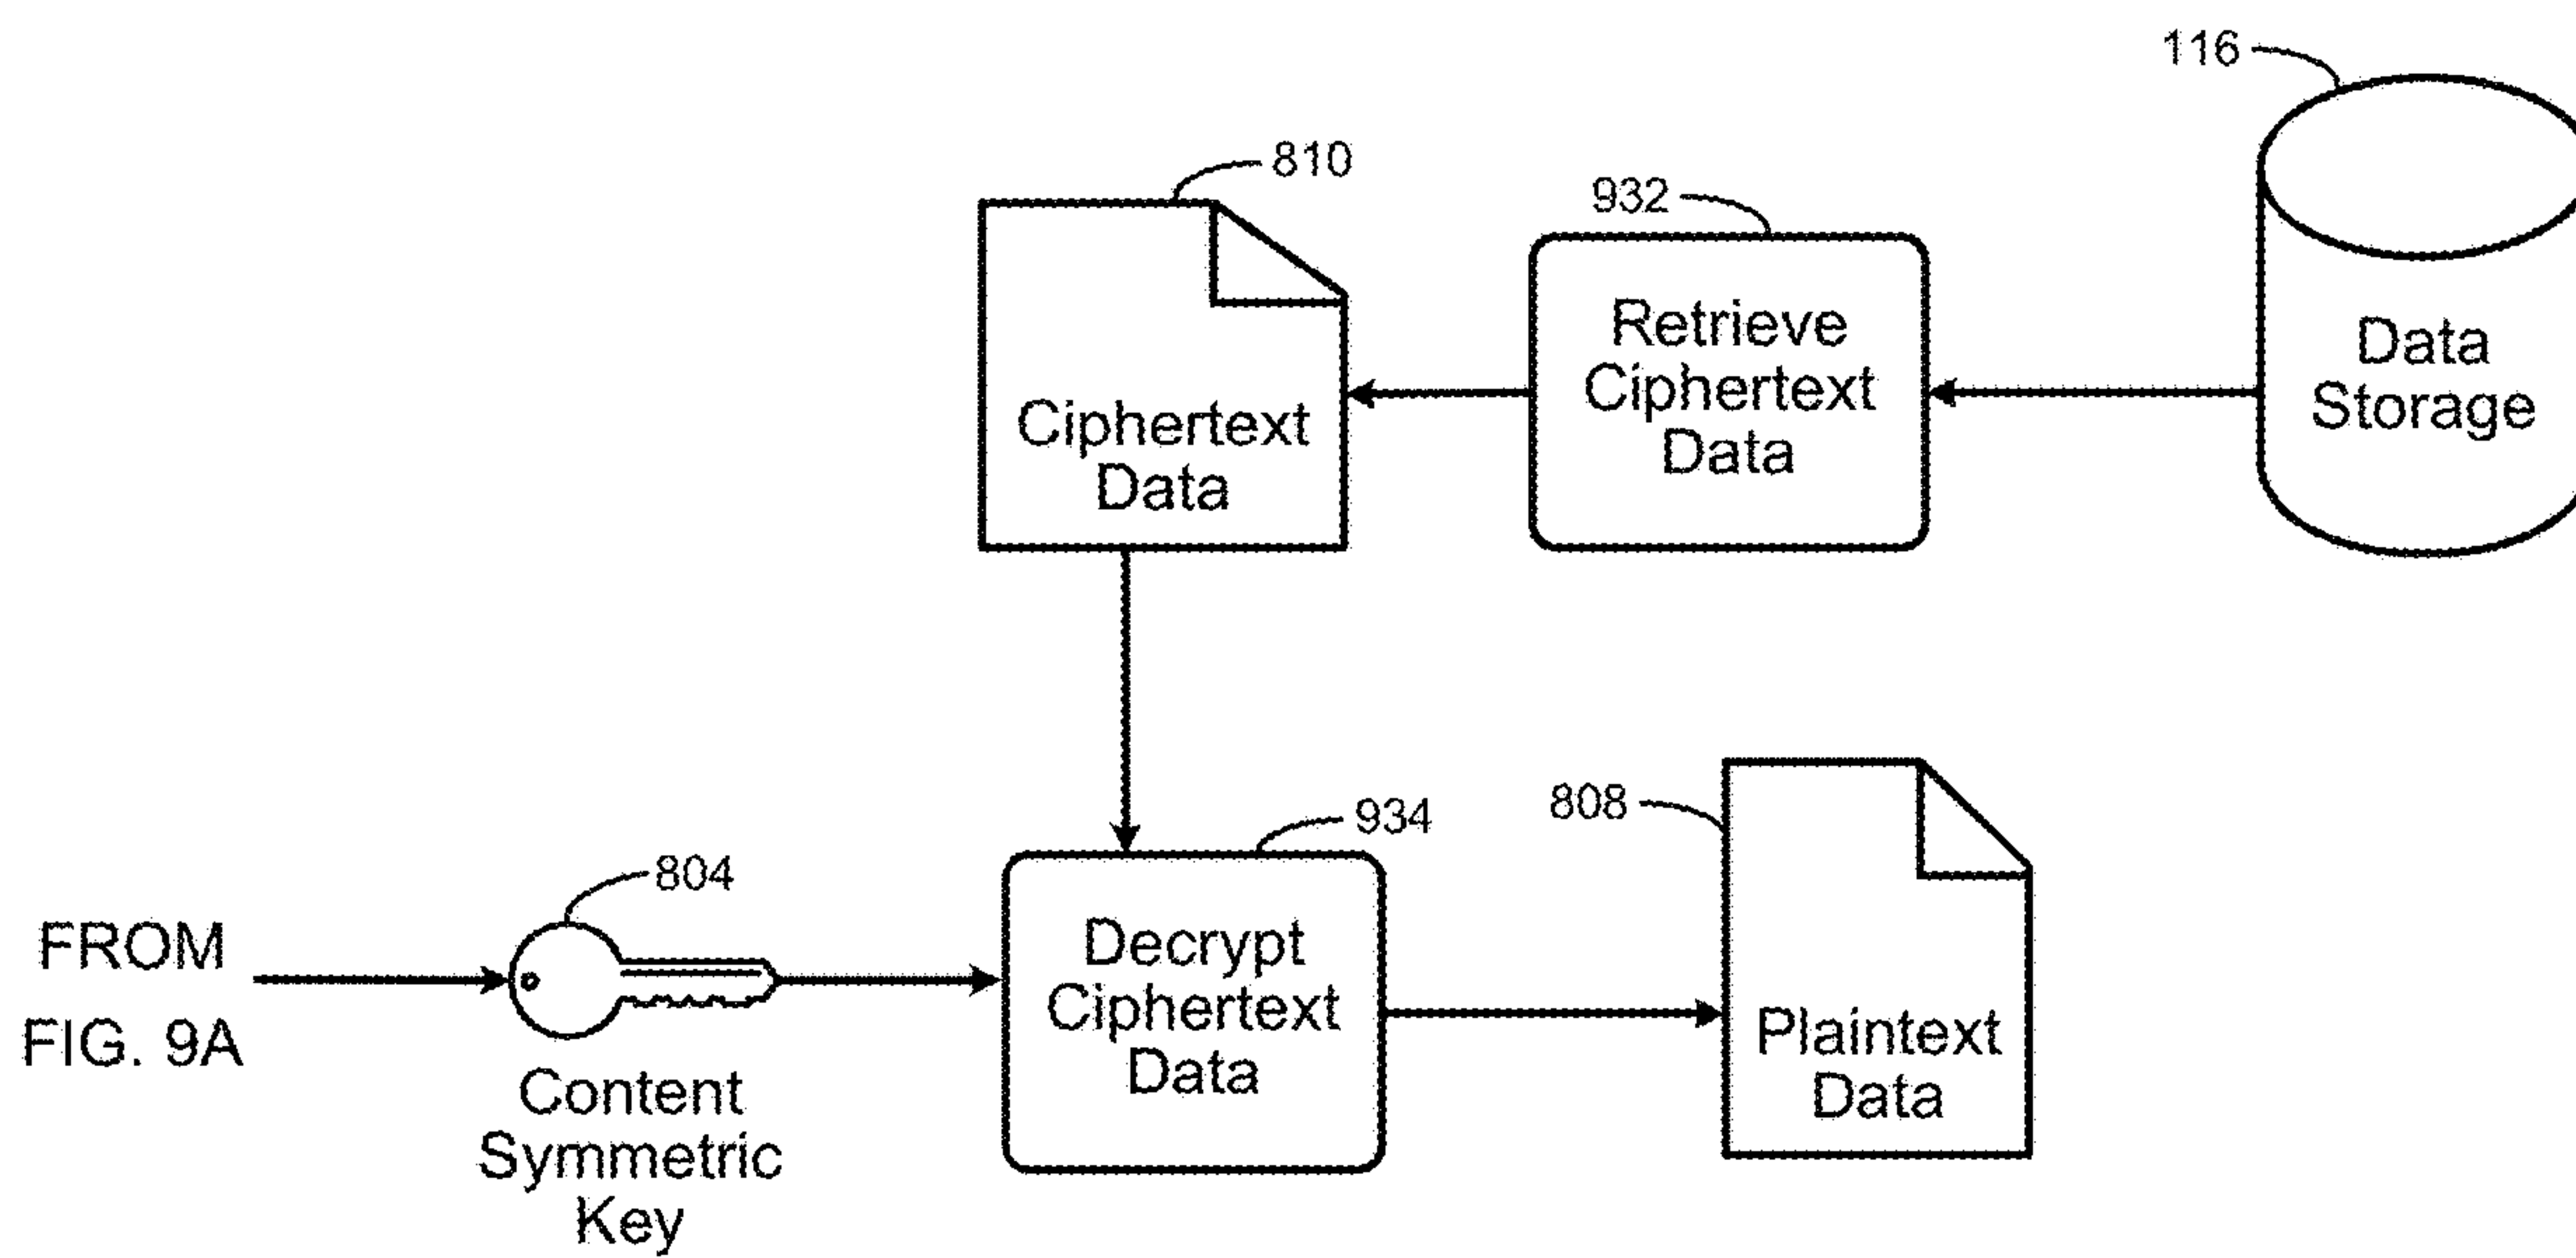 116
810
932
Retrieve
Ciphertext
Data
Data
Storage
Ciphertext
Data
808
934
804
FROM
FIG. 9A
Decrypt
Ciphertext
Data
Plaintext
Data
Content
Symmetric
Key